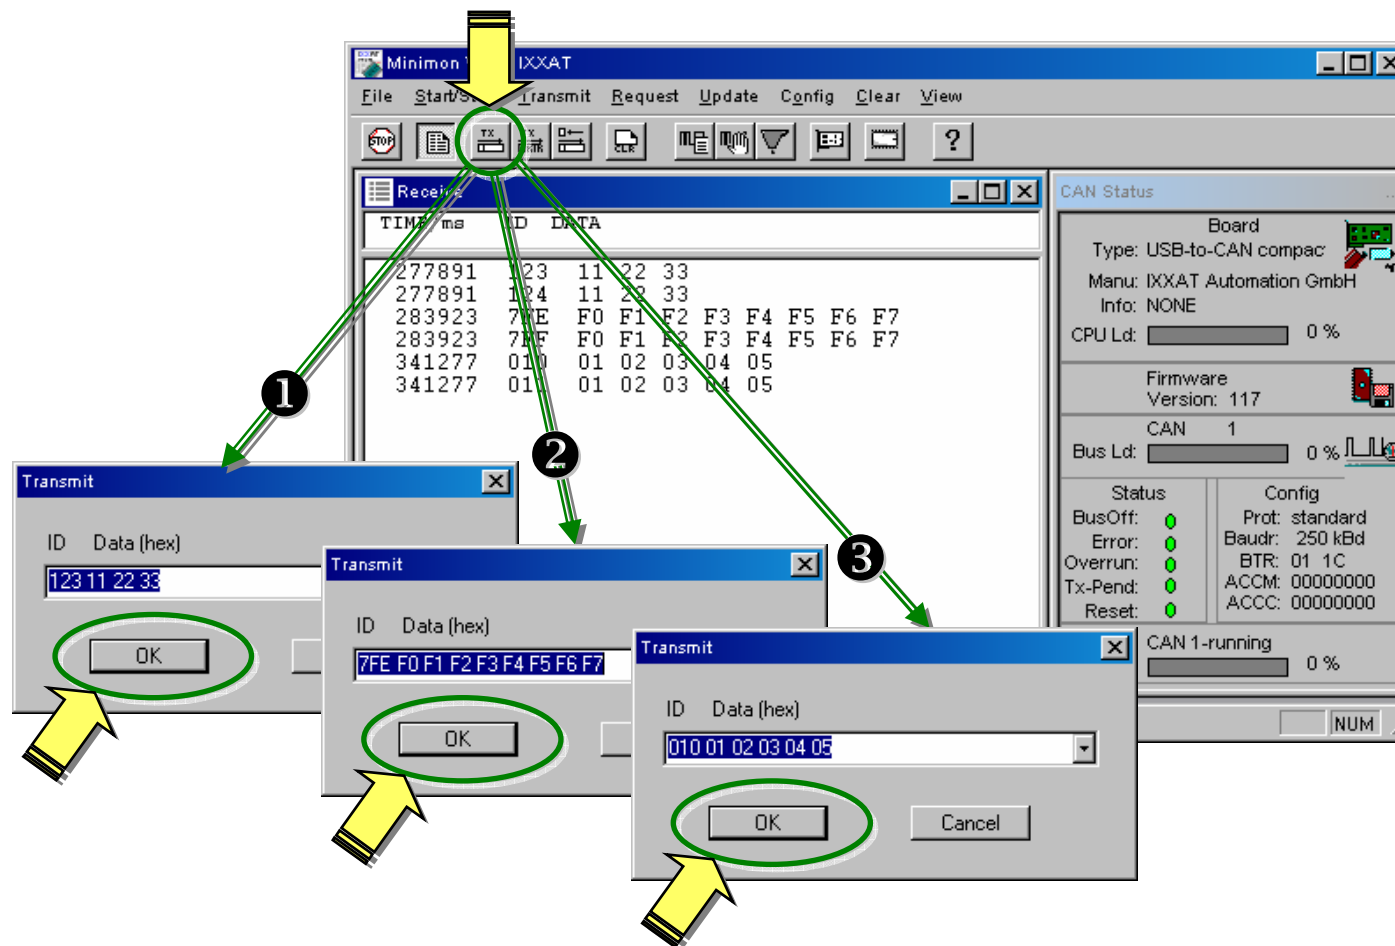 Minimon IXXAT
File Start/S Transmit Request Update Config Clear View
STOP TX TX CLR ?
Receive
TIME/ms ID DATA
277891 123 11 22 33
277891 124 11 22 33
283923 7FE F0 F1 F2 F3 F4 F5 F6 F7
283923 7FF F0 F1 F2 F3 F4 F5 F6 F7
341277 010 01 02 03 04 05
341277 01 01 02 03 04 05
CAN Status
Board
Type: USB-to-CAN compac
Manu: IXXAT Automation GmbH
Info: NONE
CPU Ld: 0 %
Firmware
Version: 117
CAN 1
Bus Ld: 0 %
Status
BusOff:
Error:
Overrun:
Tx-Pend:
Reset:
Config
Prot: standard
Baudr: 250 kBd
BTR: 01 1C
ACCM: 00000000
ACCC: 00000000
CAN 1-running
0 %
NUM
1
2
3
Transmit
ID Data (hex)
123 11 22 33
OK
Transmit
ID Data (hex)
7FE F0 F1 F2 F3 F4 F5 F6 F7
OK
Transmit
ID Data (hex)
010 01 02 03 04 05
OK Cancel